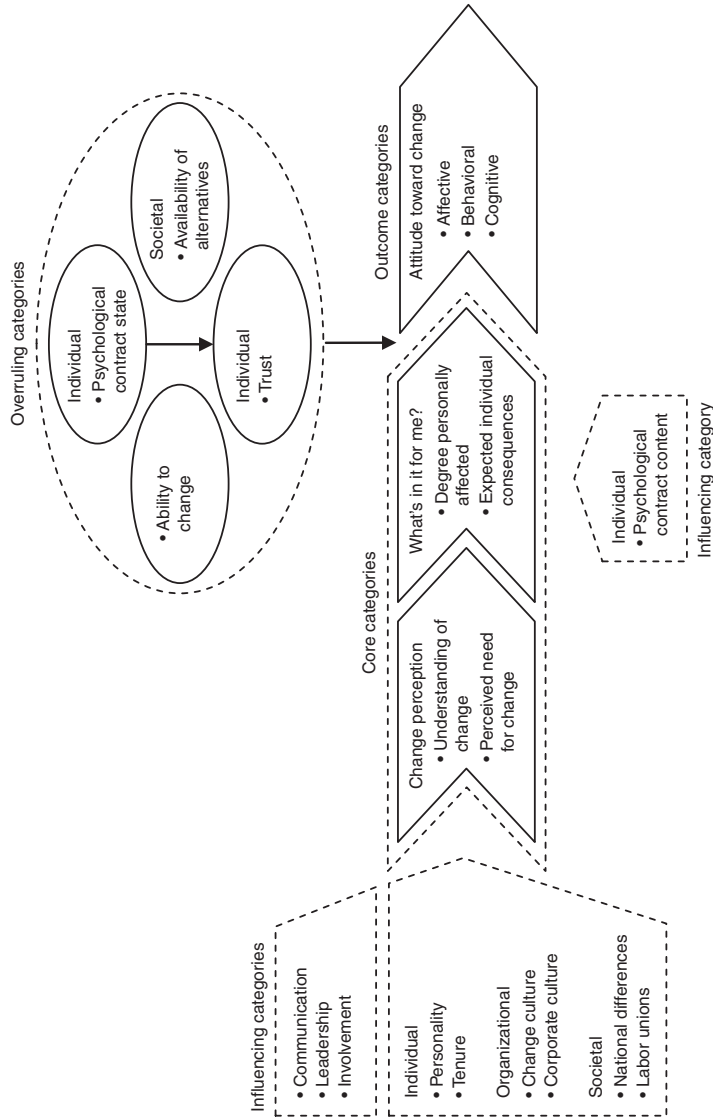 Overruling categories
Individual
• Psychological
contract state
• Ability to
change
Societal
• Availability of
alternatives
Individual
• Trust
Influencing categories
• Communication
• Leadership
• Involvement
Individual
• Personality
• Tenure
Organizational
• Change culture
• Corporate culture
Societal
• National differences
• Labor unions
Core categories
Change perception
• Understanding of
change
• Perceived need
for change
What's in it for me?
• Degree personally
affected
• Expected individual
consequences
Outcome categories
Attitude toward change
• Affective
• Behavioral
• Cognitive
Individual
• Psychological
contract content
Influencing category